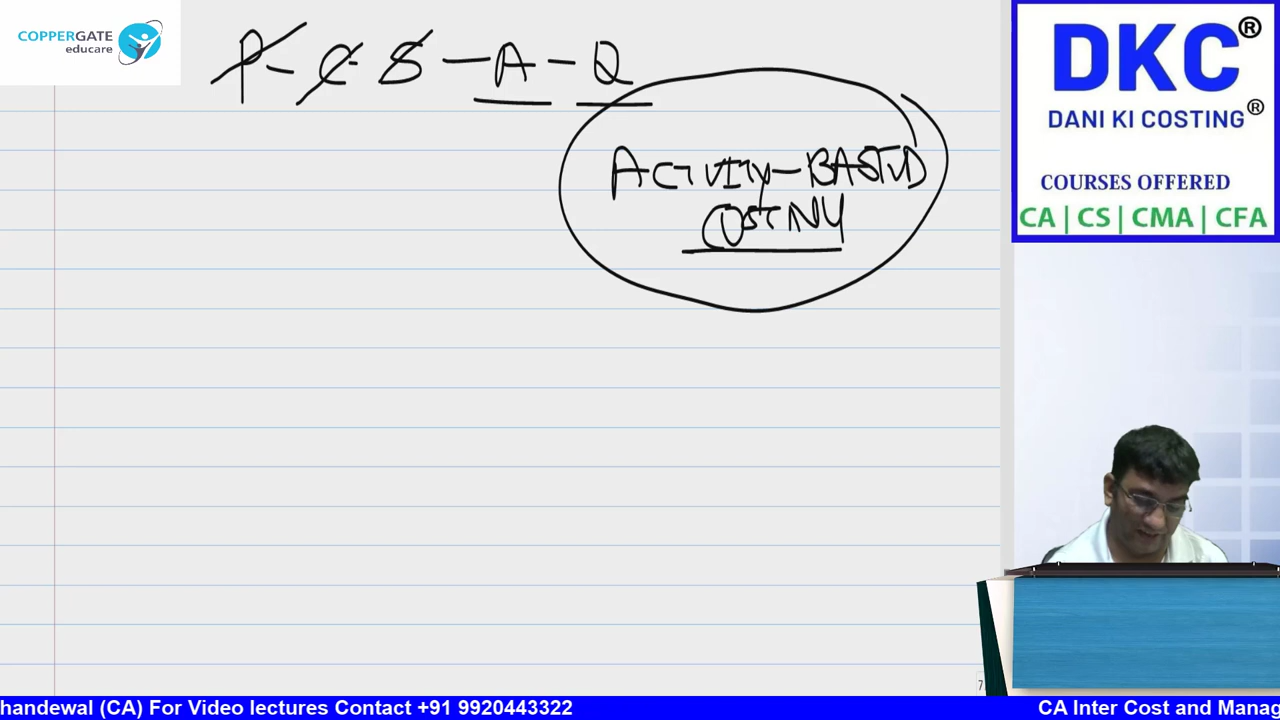 COPPERGATE
educare
P - C - S - A - Q
ACTIVITY-BASED
COSTING
DKC®
DANI KI COSTING®
COURSES OFFERED
CA | CS | CMA | CFA
7
handewal (CA) For Video lectures Contact +91 9920443322
CA Inter Cost and Manag